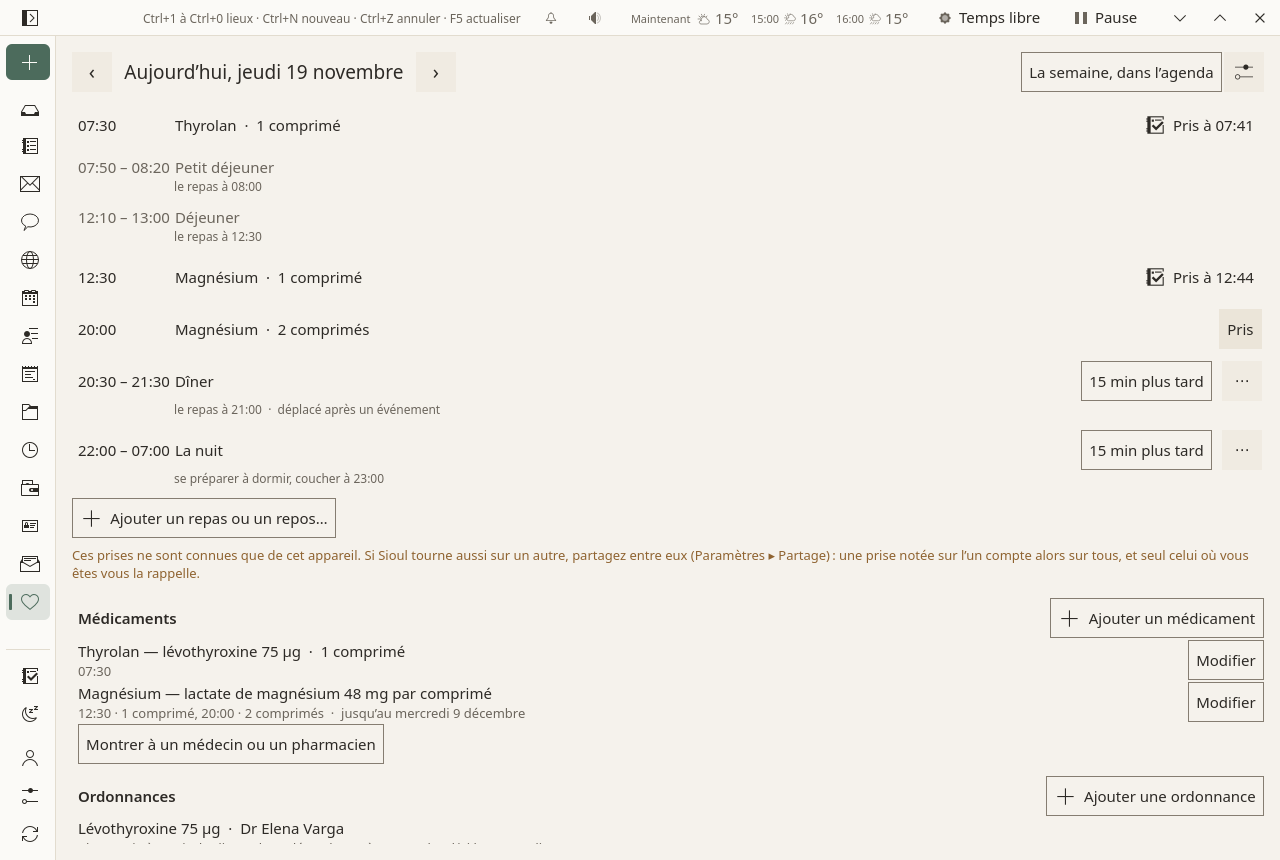 Ctrl+1 à Ctrl+0 lieux · Ctrl+N nouveau · Ctrl+Z annuler · F5 actualiser
Maintenant 15° 15:00 16° 16:00 15°
Temps libre
Pause
‹ Aujourd’hui, jeudi 19 novembre ›
La semaine, dans l’agenda
07:30 Thyrolan · 1 comprimé Pris à 07:41
07:50 – 08:20 Petit déjeuner
le repas à 08:00
12:10 – 13:00 Déjeuner
le repas à 12:30
12:30 Magnésium · 1 comprimé Pris à 12:44
20:00 Magnésium · 2 comprimés Pris
20:30 – 21:30 Dîner 15 min plus tard ···
le repas à 21:00 · déplacé après un événement
22:00 – 07:00 La nuit 15 min plus tard ···
se préparer à dormir, coucher à 23:00
Ajouter un repas ou un repos…
Ces prises ne sont connues que de cet appareil. Si Sioul tourne aussi sur un autre, partagez entre eux (Paramètres ▸ Partage) : une prise notée sur l’un compte alors sur tous, et seul celui où vous
êtes vous la rappelle.
Médicaments
Ajouter un médicament
Thyrolan — lévothyroxine 75 µg · 1 comprimé
07:30
Modifier
Magnésium — lactate de magnésium 48 mg par comprimé
12:30 · 1 comprimé, 20:00 · 2 comprimés · jusqu’au mercredi 9 décembre
Modifier
Montrer à un médecin ou un pharmacien
Ordonnances
Ajouter une ordonnance
Lévothyroxine 75 µg · Dr Elena Varga